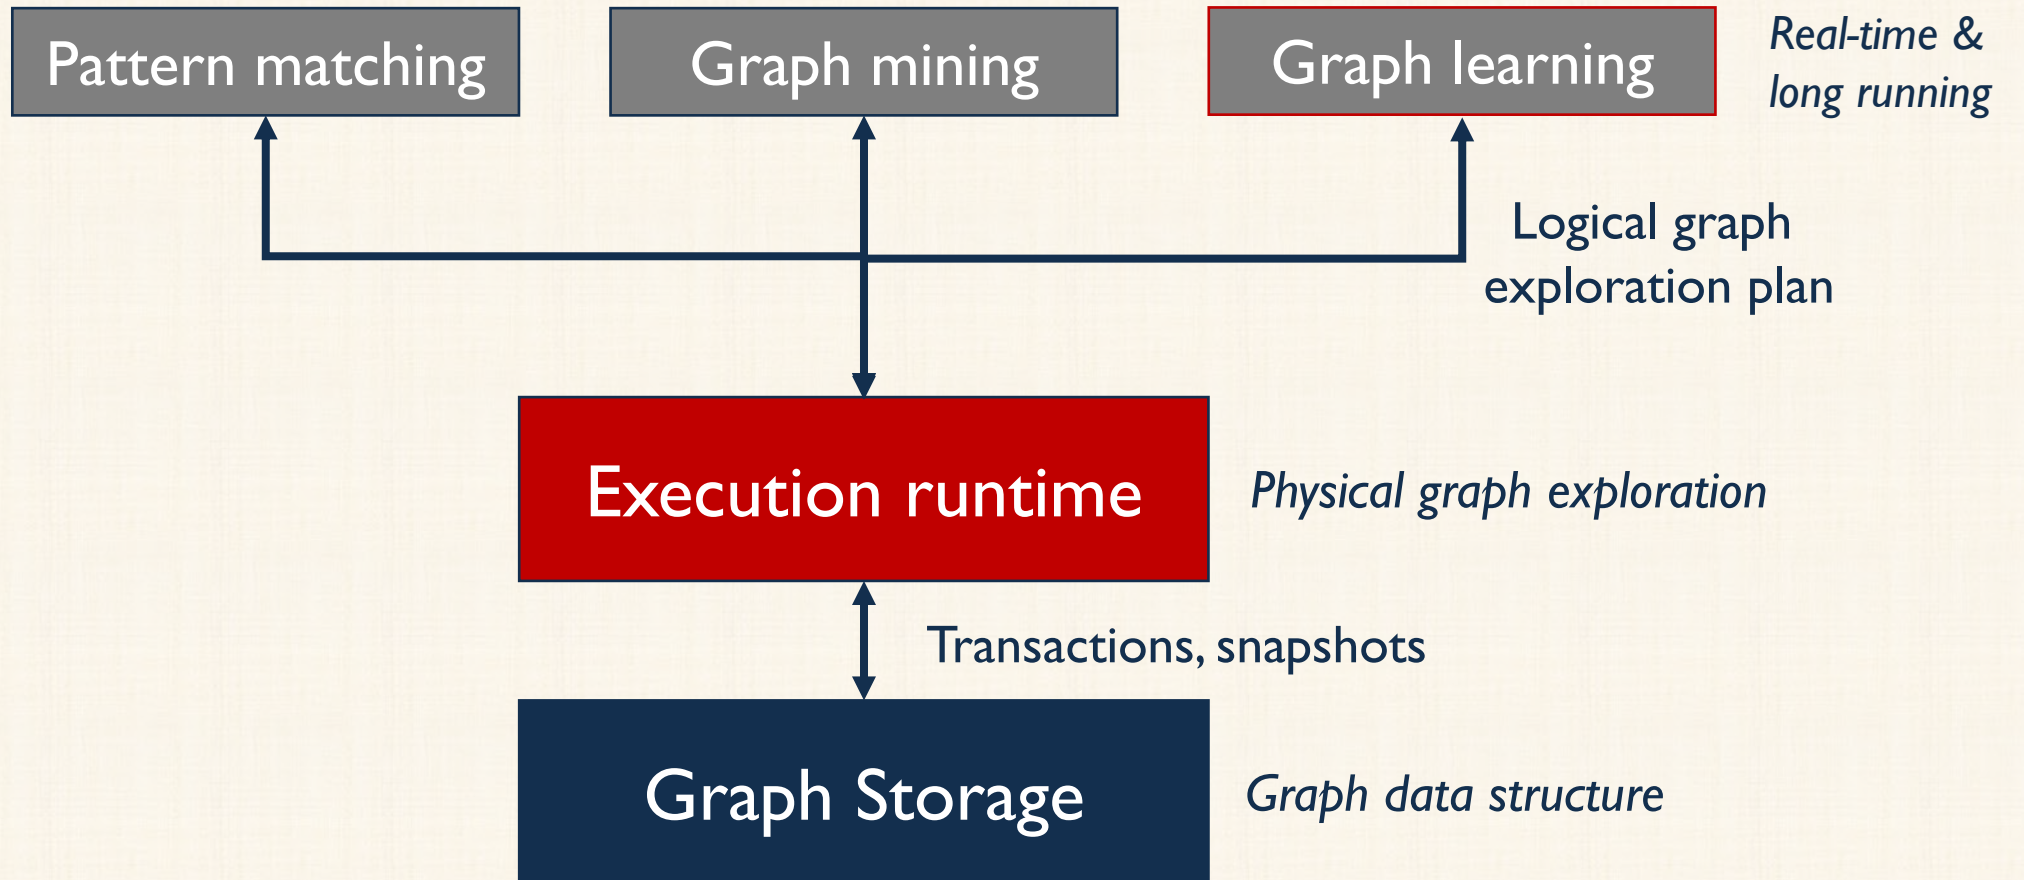 Pattern matching
Graph mining
Graph learning
Real-time &
long running
Logical graph
exploration plan
Execution runtime
Physical graph exploration
Transactions, snapshots
Graph Storage
Graph data structure